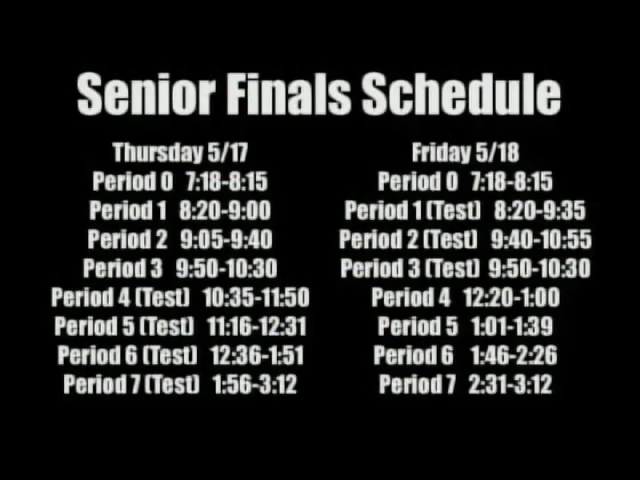 Senior Finals Schedule
Thursday 5/17
Period 0 7:18-8:15
Period 1 8:20-9:00
Period 2 9:05-9:40
Period 3 9:50-10:30
Period 4 (Test) 10:35-11:50
Period 5 (Test) 11:16-12:31
Period 6 (Test) 12:36-1:51
Period 7 (Test) 1:56-3:12
Friday 5/18
Period 0 7:18-8:15
Period 1 (Test) 8:20-9:35
Period 2 (Test) 9:40-10:55
Period 3 (Test) 9:50-10:30
Period 4 12:20-1:00
Period 5 1:01-1:39
Period 6 1:46-2:26
Period 7 2:31-3:12